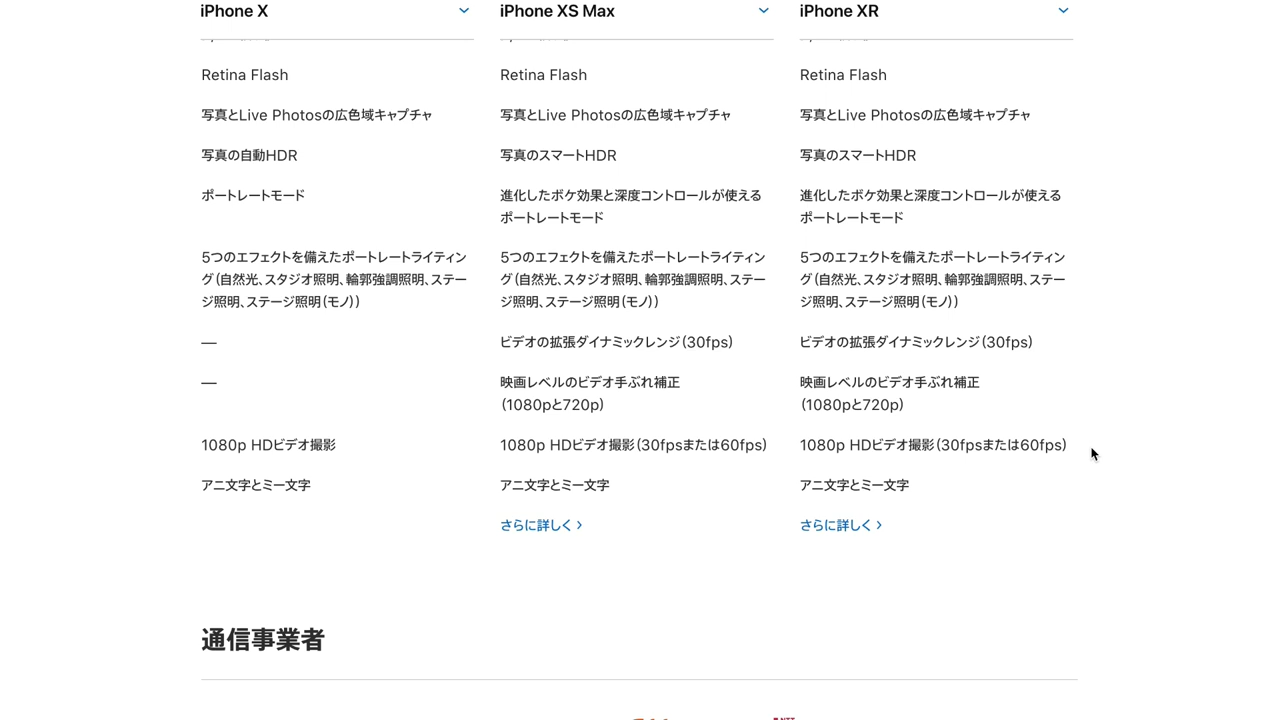 iPhone X
iPhone XS Max
iPhone XR
Retina Flash
Retina Flash
Retina Flash
写真とLive Photosの広色域キャプチャ
写真とLive Photosの広色域キャプチャ
写真とLive Photosの広色域キャプチャ
写真の自動HDR
写真のスマートHDR
写真のスマートHDR
ポートレートモード
進化したボケ効果と深度コントロールが使える
ポートレートモード
進化したボケ効果と深度コントロールが使える
ポートレートモード
5つのエフェクトを備えたポートレートライティン
グ(自然光、スタジオ照明、輪郭強調照明、ステー
ジ照明、ステージ照明(モノ))
5つのエフェクトを備えたポートレートライティン
グ(自然光、スタジオ照明、輪郭強調照明、ステー
ジ照明、ステージ照明(モノ))
5つのエフェクトを備えたポートレートライティン
グ(自然光、スタジオ照明、輪郭強調照明、ステー
ジ照明、ステージ照明(モノ))
—
ビデオの拡張ダイナミックレンジ(30fps)
ビデオの拡張ダイナミックレンジ(30fps)
—
映画レベルのビデオ手ぶれ補正
(1080pと720p)
映画レベルのビデオ手ぶれ補正
(1080pと720p)
1080p HDビデオ撮影
1080p HDビデオ撮影(30fpsまたは60fps)
1080p HDビデオ撮影(30fpsまたは60fps)
アニ文字とミー文字
アニ文字とミー文字
アニ文字とミー文字
さらに詳しく >
さらに詳しく >
通信事業者